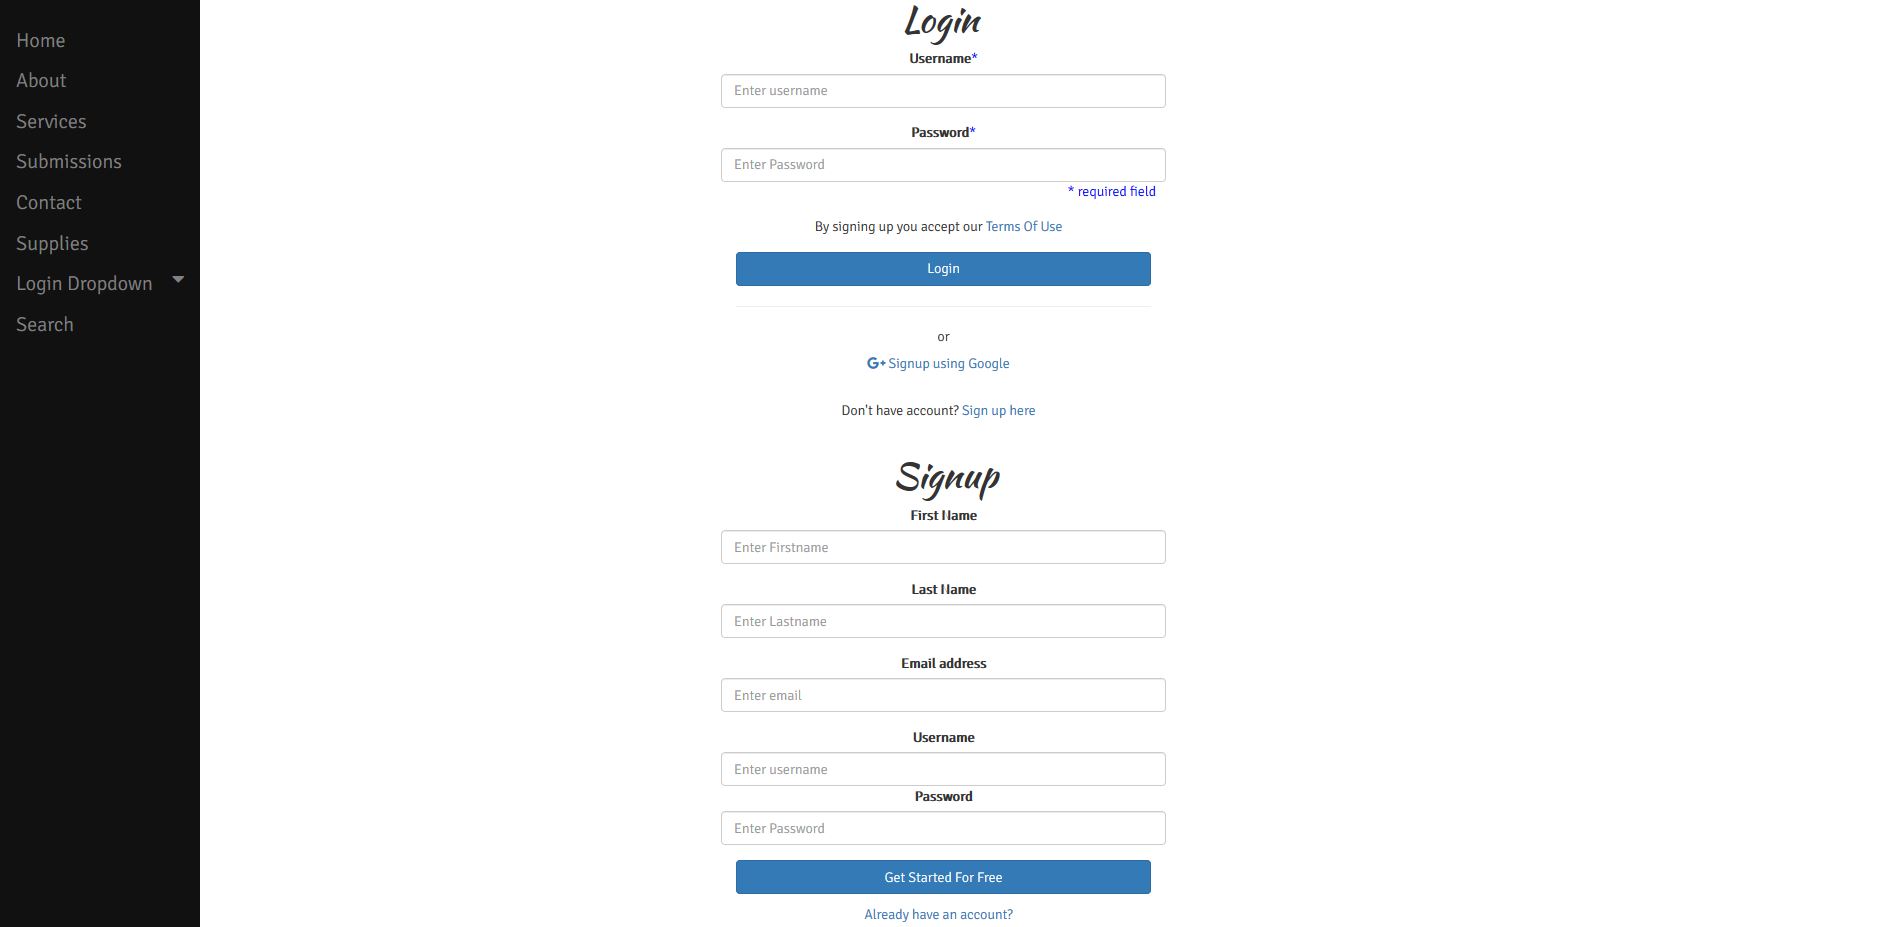 Home
About
Services
Submissions
Contact
Supplies
Login Dropdown
Search
Login
Username*
Enter username
Password*
Enter Password
* required field
By signing up you accept our Terms Of Use
Login
or
G+ Signup using Google
Don't have account? Sign up here
Signup
First Name
Enter Firstname
Last Name
Enter Lastname
Email address
Enter email
Username
Enter username
Password
Enter Password
Get Started For Free
Already have an account?